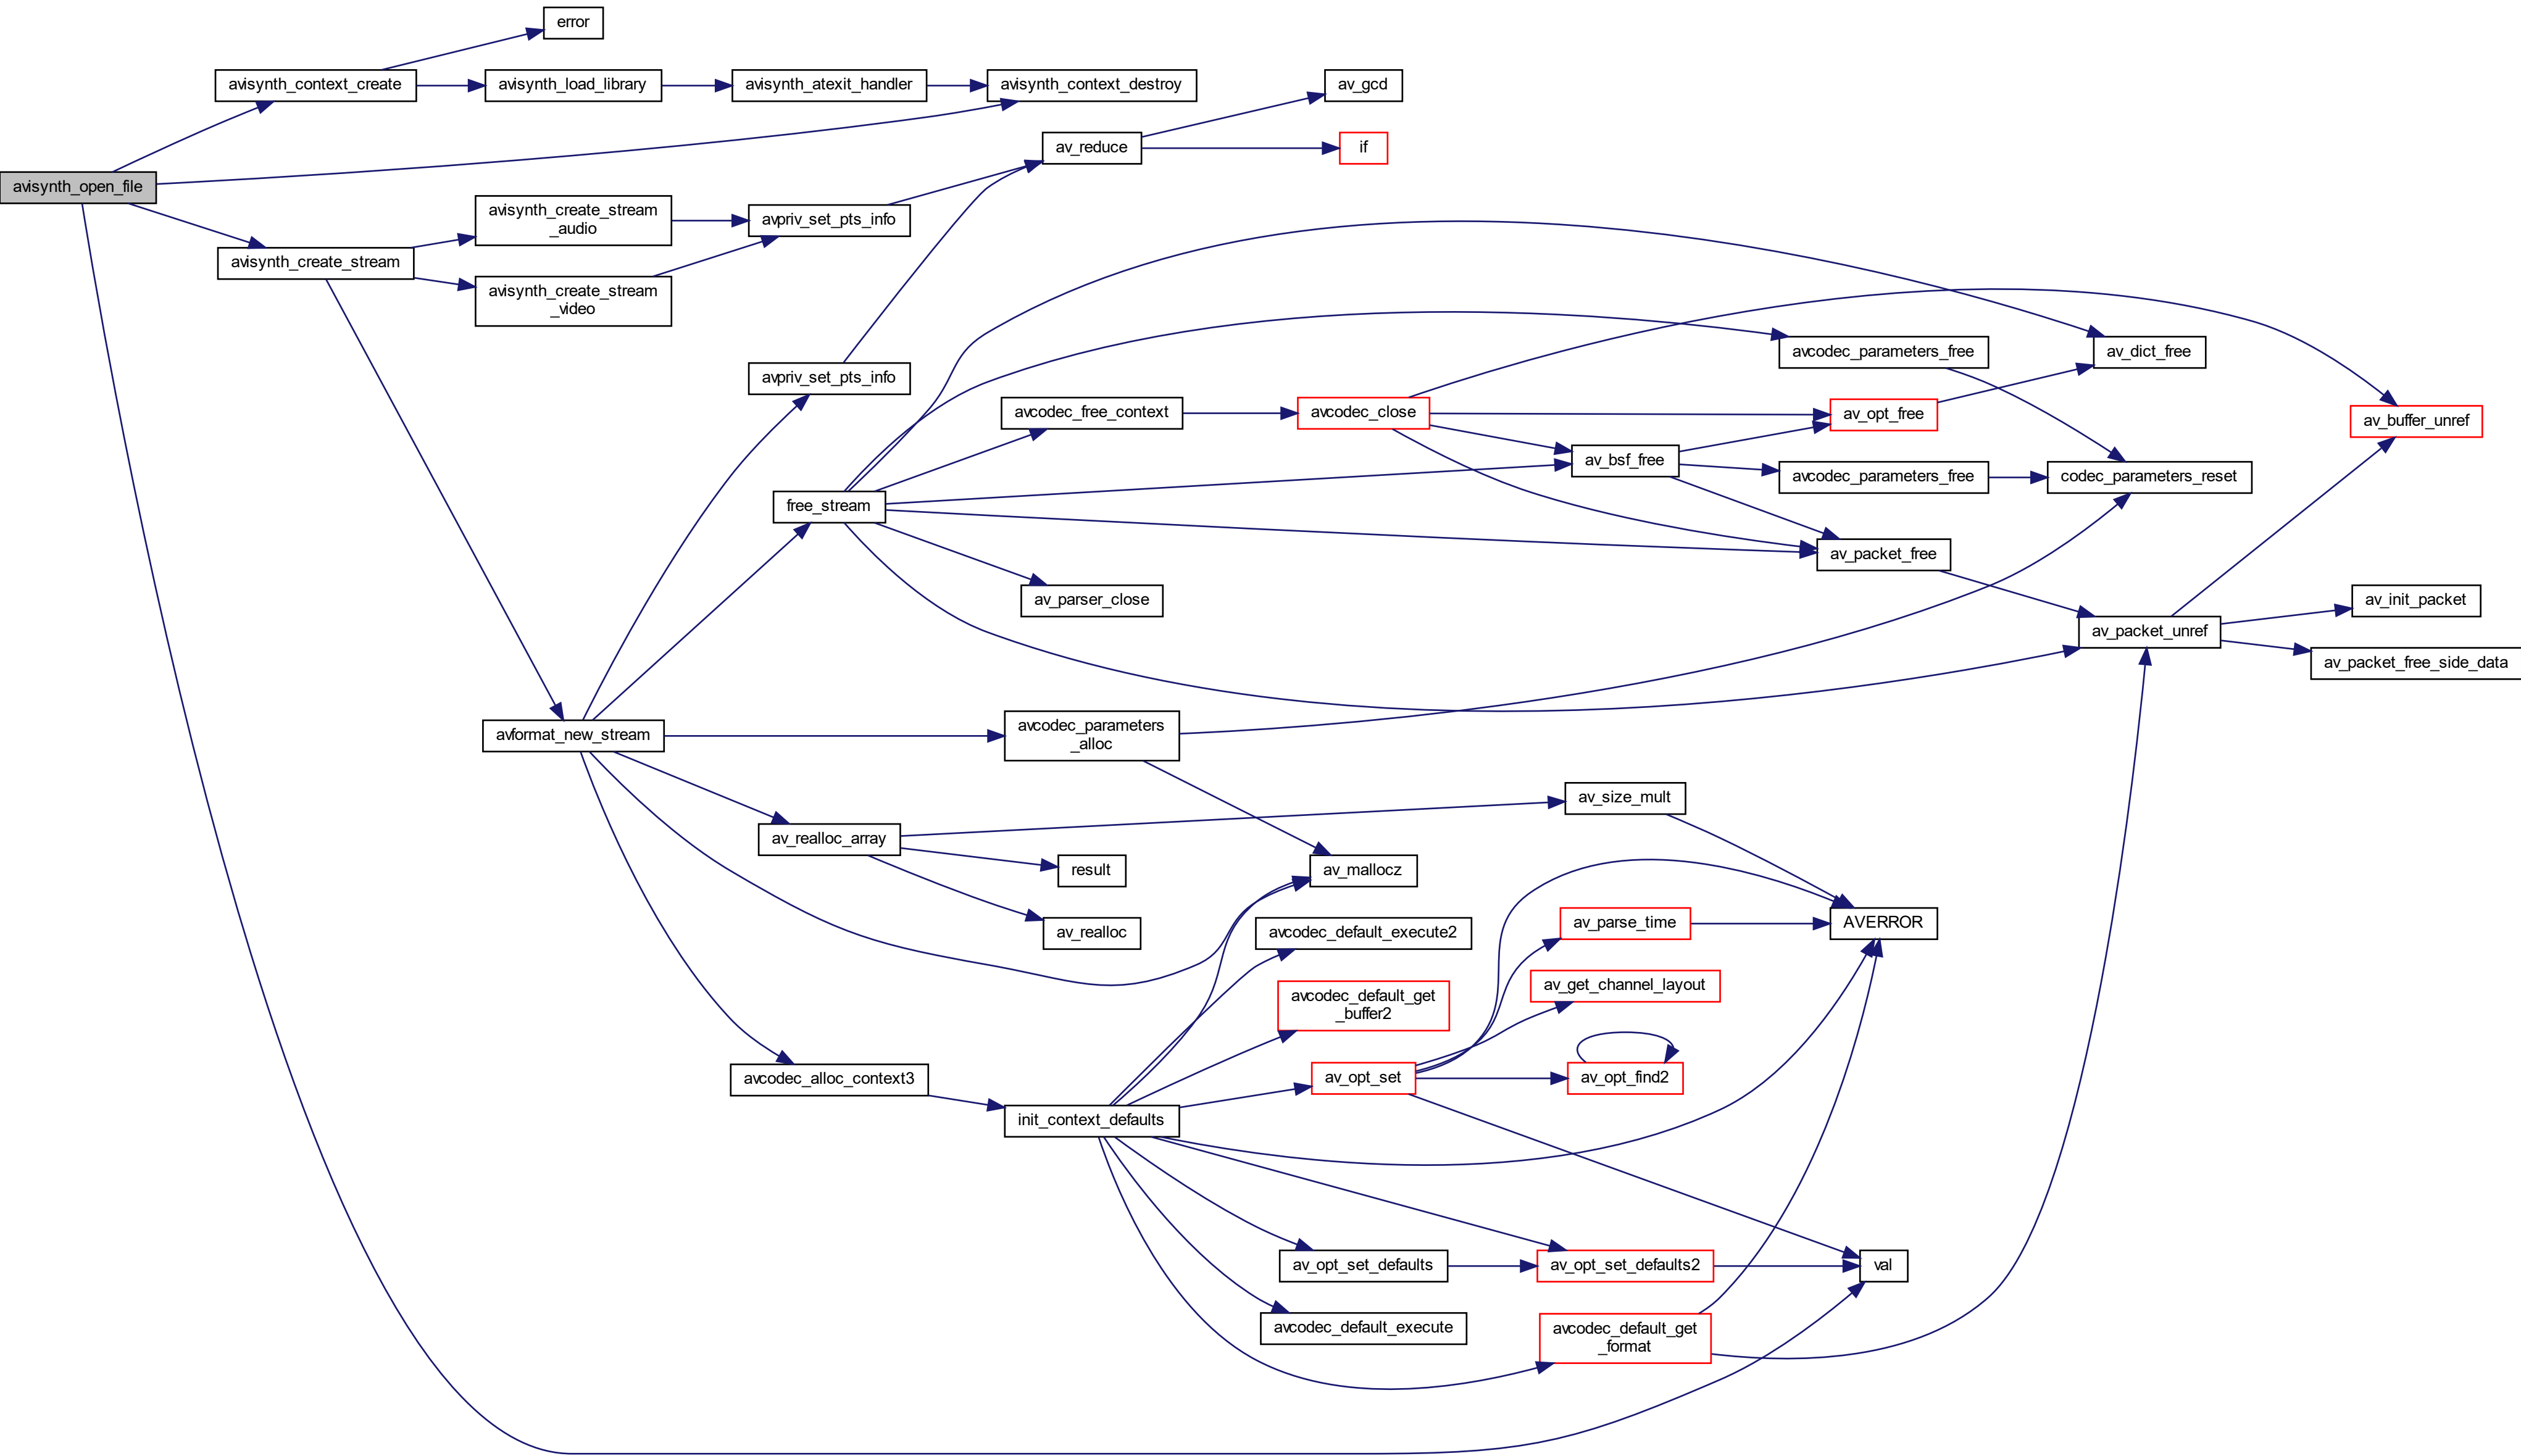 error
avisynth_context_create
avisynth_load_library
avisynth_atexit_handler
avisynth_context_destroy
av_gcd
av_reduce
if
avisynth_open_file
avisynth_create_stream
_audio
avpriv_set_pts_info
avisynth_create_stream
avisynth_create_stream
_video
avpriv_set_pts_info
avcodec_parameters_free
av_dict_free
avcodec_free_context
avcodec_close
av_opt_free
av_buffer_unref
av_bsf_free
avcodec_parameters_free
codec_parameters_reset
free_stream
av_packet_free
av_parser_close
av_init_packet
av_packet_unref
av_packet_free_side_data
avformat_new_stream
avcodec_parameters
_alloc
av_size_mult
av_realloc_array
result
av_mallocz
av_realloc
avcodec_default_execute2
av_parse_time
AVERROR
avcodec_default_get
_buffer2
av_get_channel_layout
avcodec_alloc_context3
av_opt_set
av_opt_find2
init_context_defaults
av_opt_set_defaults
av_opt_set_defaults2
val
avcodec_default_execute
avcodec_default_get
_format